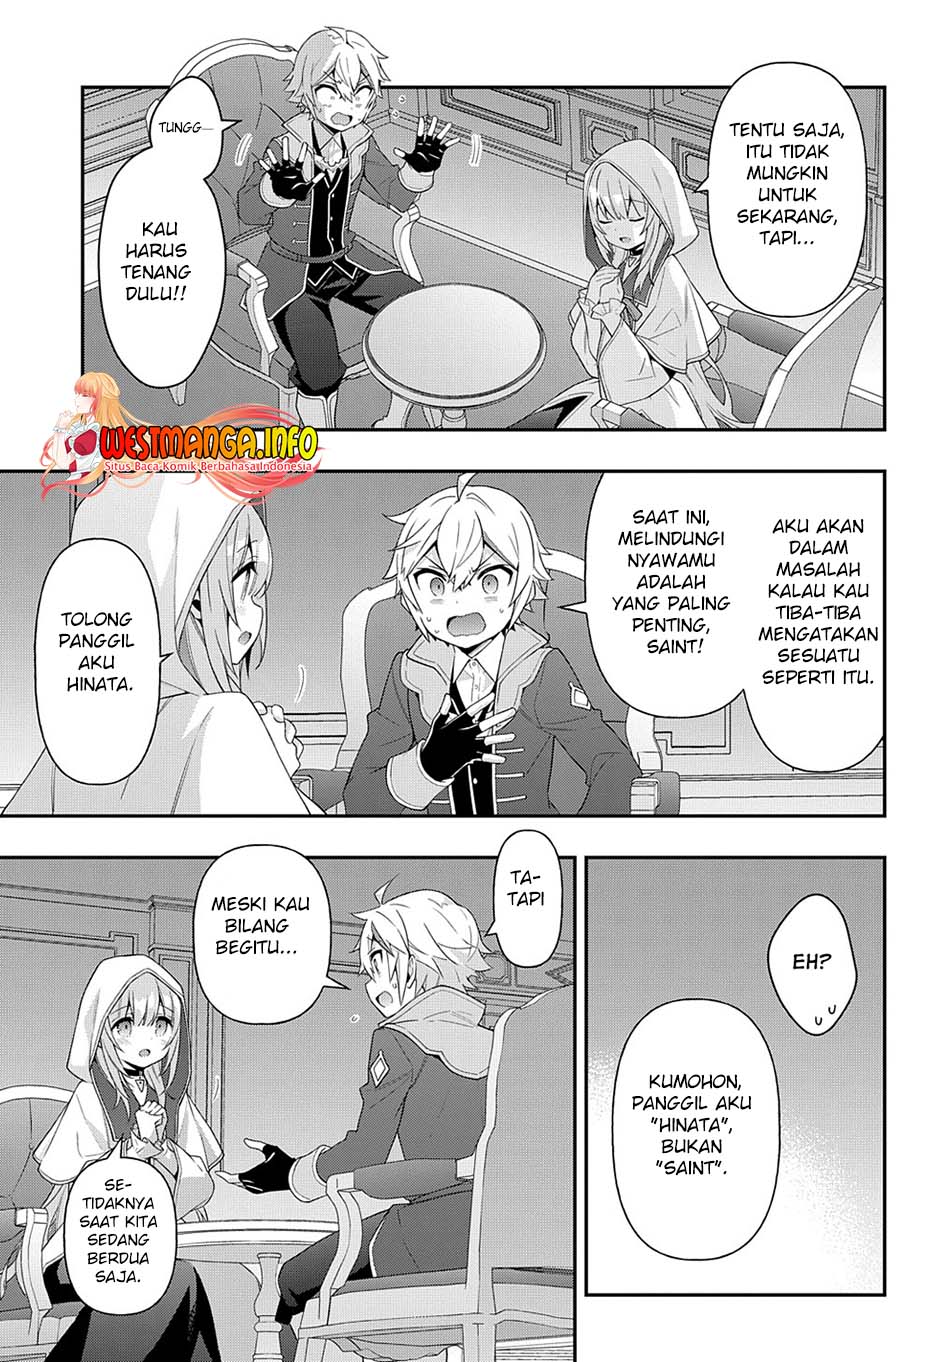 TENTU SAJA,
ITU TIDAK
MUNGKIN
UNTUK
SEKARANG,
TAPI...
TUNGG—
KAU
HARUS
TENANG
DULU!!
WESTMANGA.INFO
Situs Baca Komik Berbahasa Indonesia
AKU AKAN
DALAM
MASALAH
KALAU KAU
TIBA-TIBA
MENGATAKAN
SESUATU
SEPERTI ITU.
SAAT INI,
MELINDUNGI
NYAWAMU
ADALAH
YANG PALING
PENTING,
SAINT!
TOLONG
PANGGIL
AKU
HINATA.
EH?
KUMOHON,
PANGGIL AKU
"HINATA",
BUKAN
"SAINT".
TA-
TAPI
MESKI KAU
BILANG
BEGITU...
SE-
TIDAKNYA
SAAT KITA
SEDANG
BERDUA
SAJA.